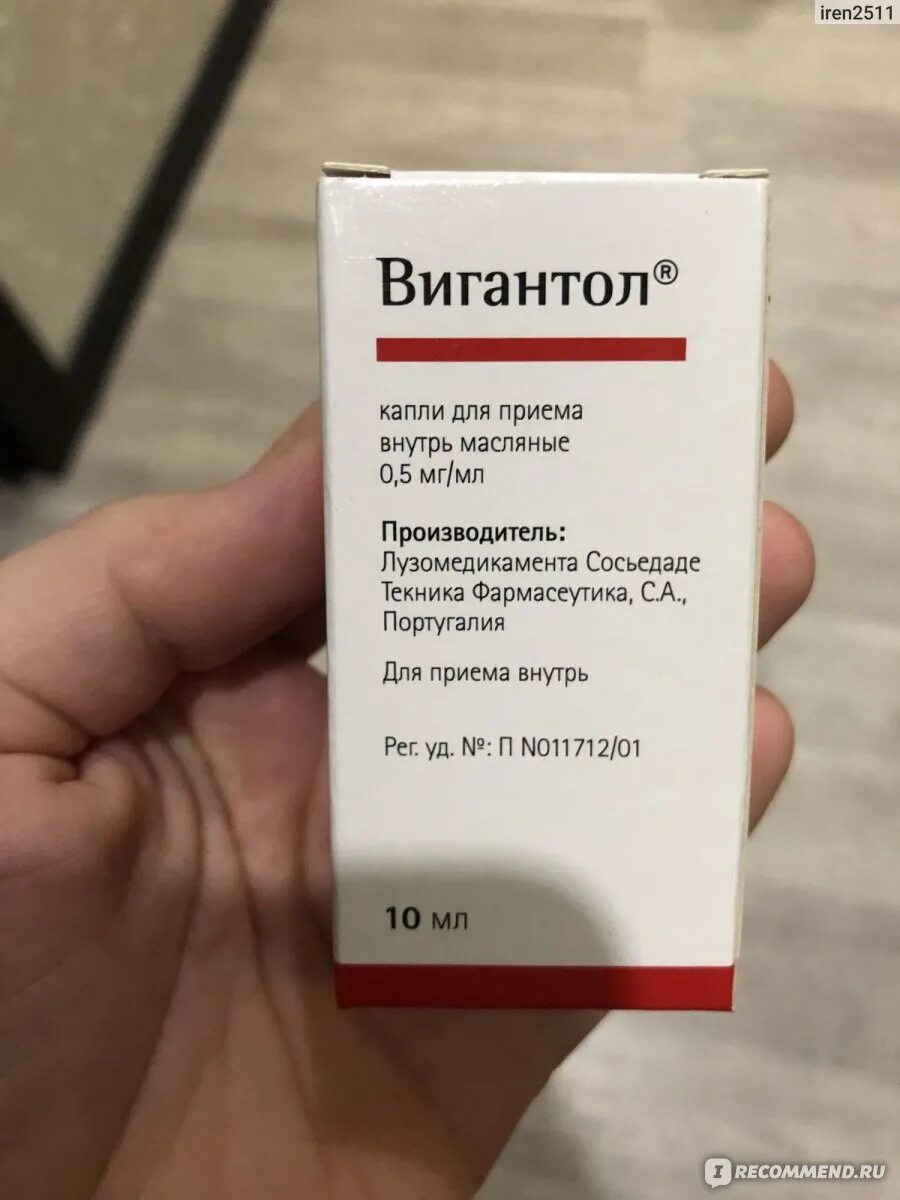 iren2511
Вигантол®
капли для приема
внутрь масляные
0,5 мг/мл
Производитель:
Лузомедикамента Сосьедаде
Текника Фармасеутика, С.А.,
Португалия
Для приема внутрь
Рег. уд. №: П N011712/01
10 мл
IRECOMMEND.RU